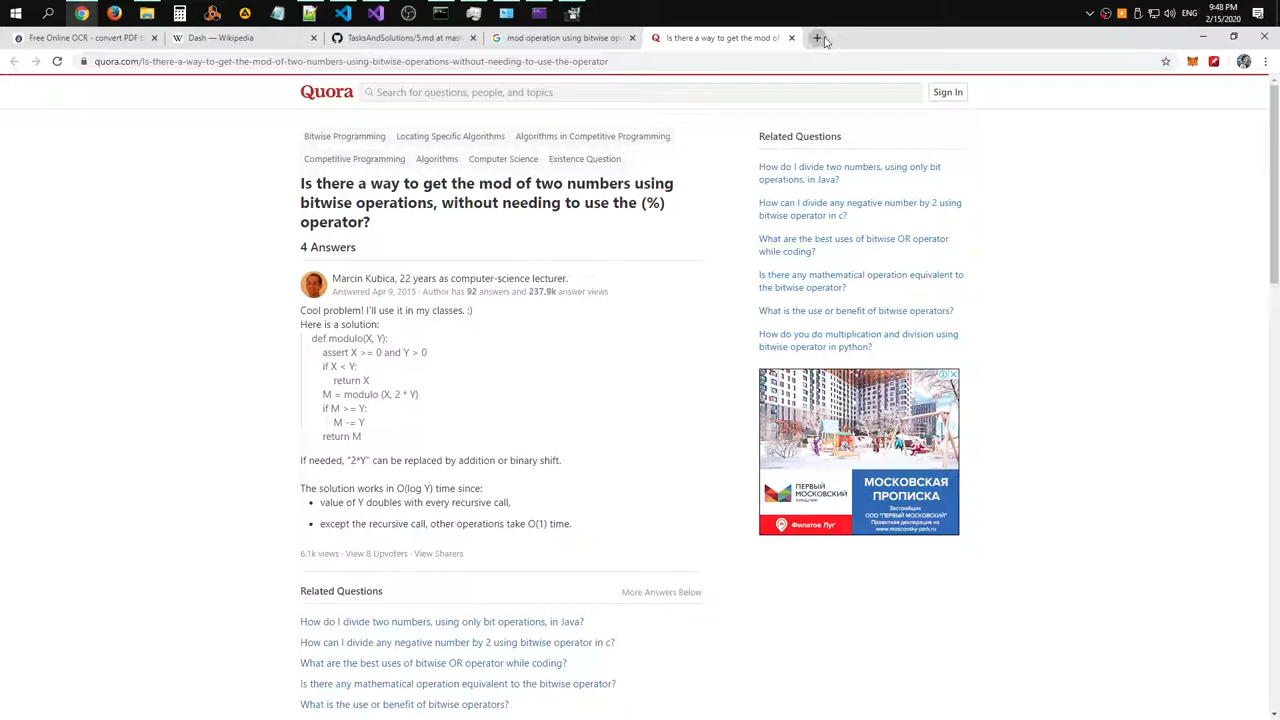 9:48 PM
ENG
2/15/2020
Free Online OCR - convert PDF t
Dash — Wikipedia
TasksAndSolutions/5.md at mast
mod operation using bitwise ope
Is there a way to get the mod of
quora.com/Is-there-a-way-to-get-the-mod-of-two-numbers-using-bitwise-operations-without-needing-to-use-the-operator
Quora
Search for questions, people, and topics
Sign In
Bitwise Programming Locating Specific Algorithms Algorithms in Competitive Programming
Competitive Programming Algorithms Computer Science Existence Question
Is there a way to get the mod of two numbers using
bitwise operations, without needing to use the (%)
operator?
4 Answers
Marcin Kubica, 22 years as computer-science lecturer.
Answered Apr 9, 2015 · Author has 92 answers and 237.9k answer views
Cool problem! I'll use it in my classes. :)
Here is a solution:
def modulo(X, Y):
assert X >= 0 and Y > 0
if X < Y:
return X
M = modulo (X, 2 * Y)
if M >= Y:
M -= Y
return M
If needed, "2*Y" can be replaced by addition or binary shift.
The solution works in O(log Y) time since:
• value of Y doubles with every recursive call,
• except the recursive call, other operations take O(1) time.
6.1k views · View 8 Upvoters · View Sharers
Related Questions
More Answers Below
How do I divide two numbers, using only bit operations, in Java?
How can I divide any negative number by 2 using bitwise operator in c?
What are the best uses of bitwise OR operator while coding?
Is there any mathematical operation equivalent to the bitwise operator?
What is the use or benefit of bitwise operators?
Related Questions
How do I divide two numbers, using only bit
operations, in Java?
How can I divide any negative number by 2 using
bitwise operator in c?
What are the best uses of bitwise OR operator
while coding?
Is there any mathematical operation equivalent to
the bitwise operator?
What is the use or benefit of bitwise operators?
How do you do multiplication and division using
bitwise operator in python?
ПЕРВЫЙ
МОСКОВСКИЙ
Филатов Луг
МОСКОВСКАЯ
ПРОПИСКА
Застройщик
ООО "ПЕРВЫЙ МОСКОВСКИЙ"
Проектная декларация на
www.moscovsky-park.ru